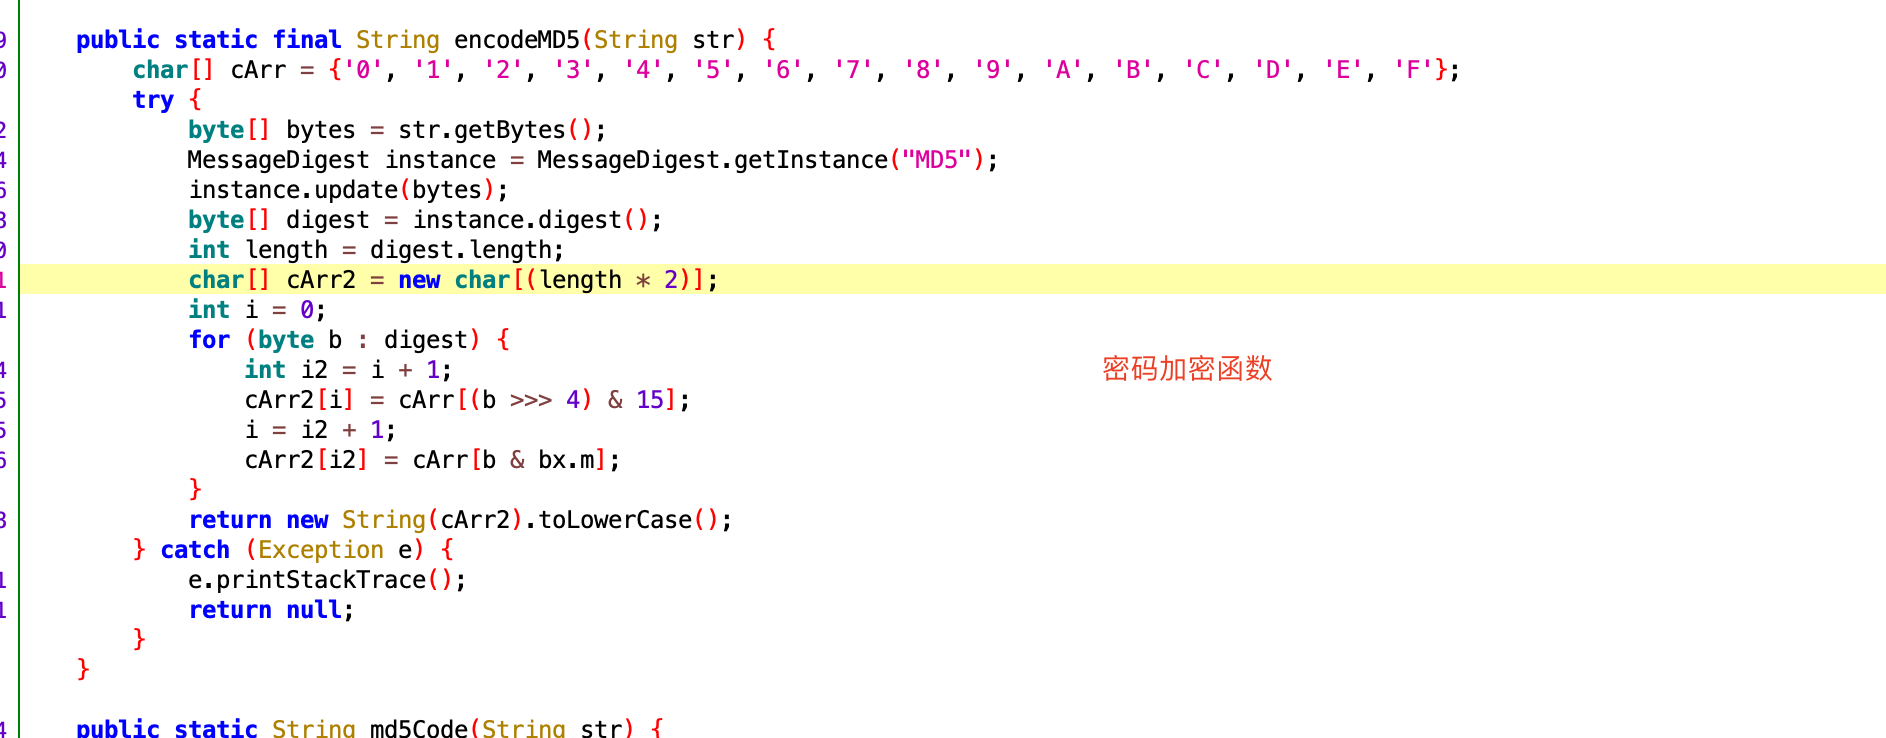 9    public static final String encodeMD5(String str) {
0        char[] cArr = {'0', '1', '2', '3', '4', '5', '6', '7', '8', '9', 'A', 'B', 'C', 'D', 'E', 'F'};
        try {
2            byte[] bytes = str.getBytes();
4            MessageDigest instance = MessageDigest.getInstance("MD5");
6            instance.update(bytes);
8            byte[] digest = instance.digest();
0            int length = digest.length;
1            char[] cArr2 = new char[(length * 2)];
1            int i = 0;
            for (byte b : digest) {
4                int i2 = i + 1;
密码加密函数
5                cArr2[i] = cArr[(b >>> 4) & 15];
5                i = i2 + 1;
6                cArr2[i2] = cArr[b & bx.m];
            }
8            return new String(cArr2).toLowerCase();
        } catch (Exception e) {
1            e.printStackTrace();
1            return null;
        }
    }
4    public static String md5Code(String str) {